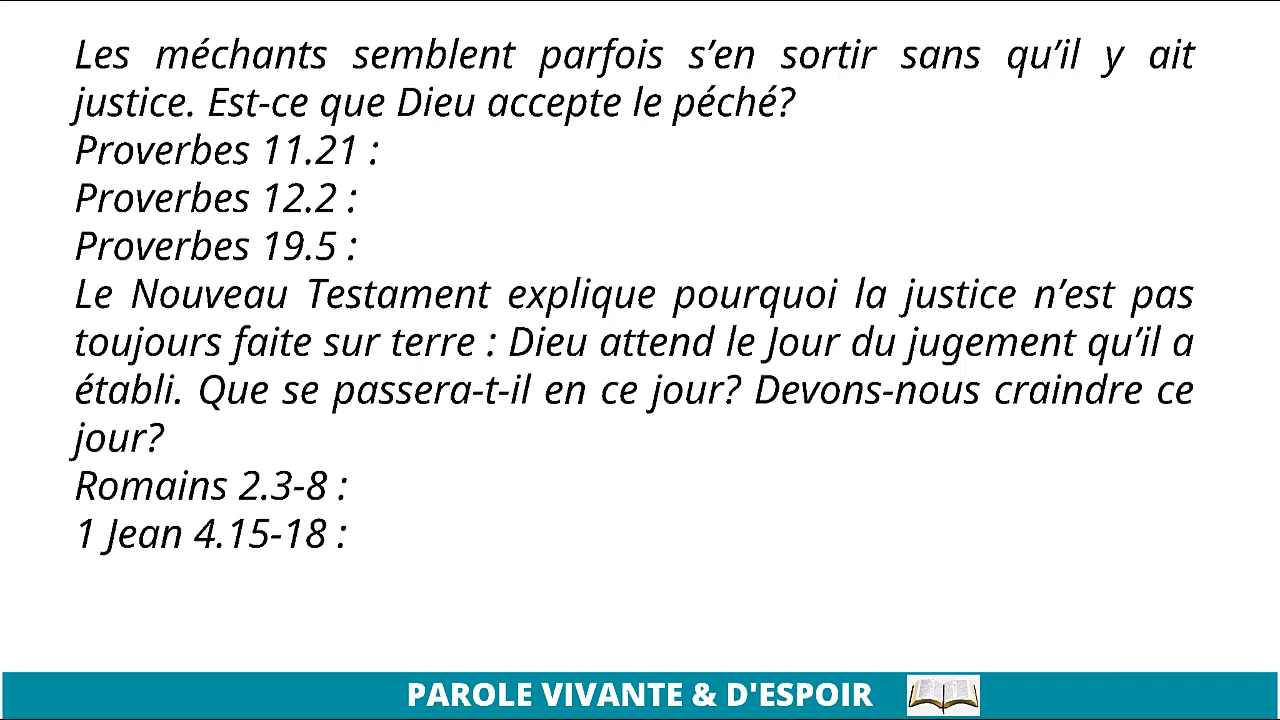 Les méchants semblent parfois s’en sortir sans qu’il y ait
justice. Est-ce que Dieu accepte le péché?
Proverbes 11.21 :
Proverbes 12.2 :
Proverbes 19.5 :
Le Nouveau Testament explique pourquoi la justice n’est pas
toujours faite sur terre : Dieu attend le Jour du jugement qu’il a
établi. Que se passera-t-il en ce jour? Devons-nous craindre ce
jour?
Romains 2.3-8 :
1 Jean 4.15-18 :
PAROLE VIVANTE & D'ESPOIR